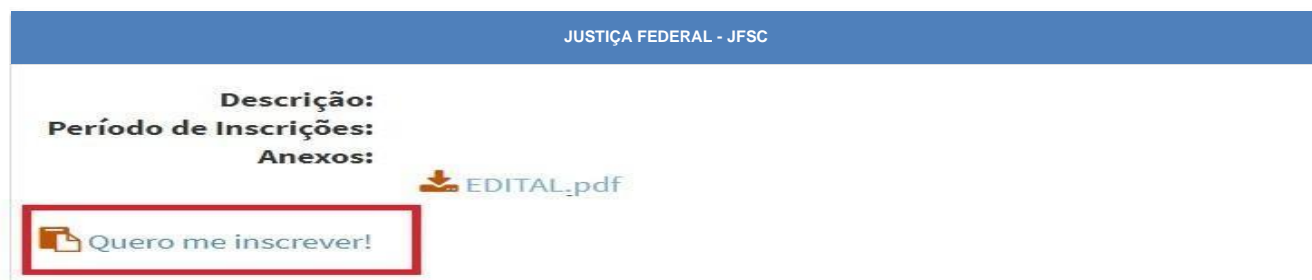 JUSTIÇA FEDERAL - JFSC
Descrição:
Período de Inscrições:
Anexos:
EDITAL.pdf
Quero me inscrever!